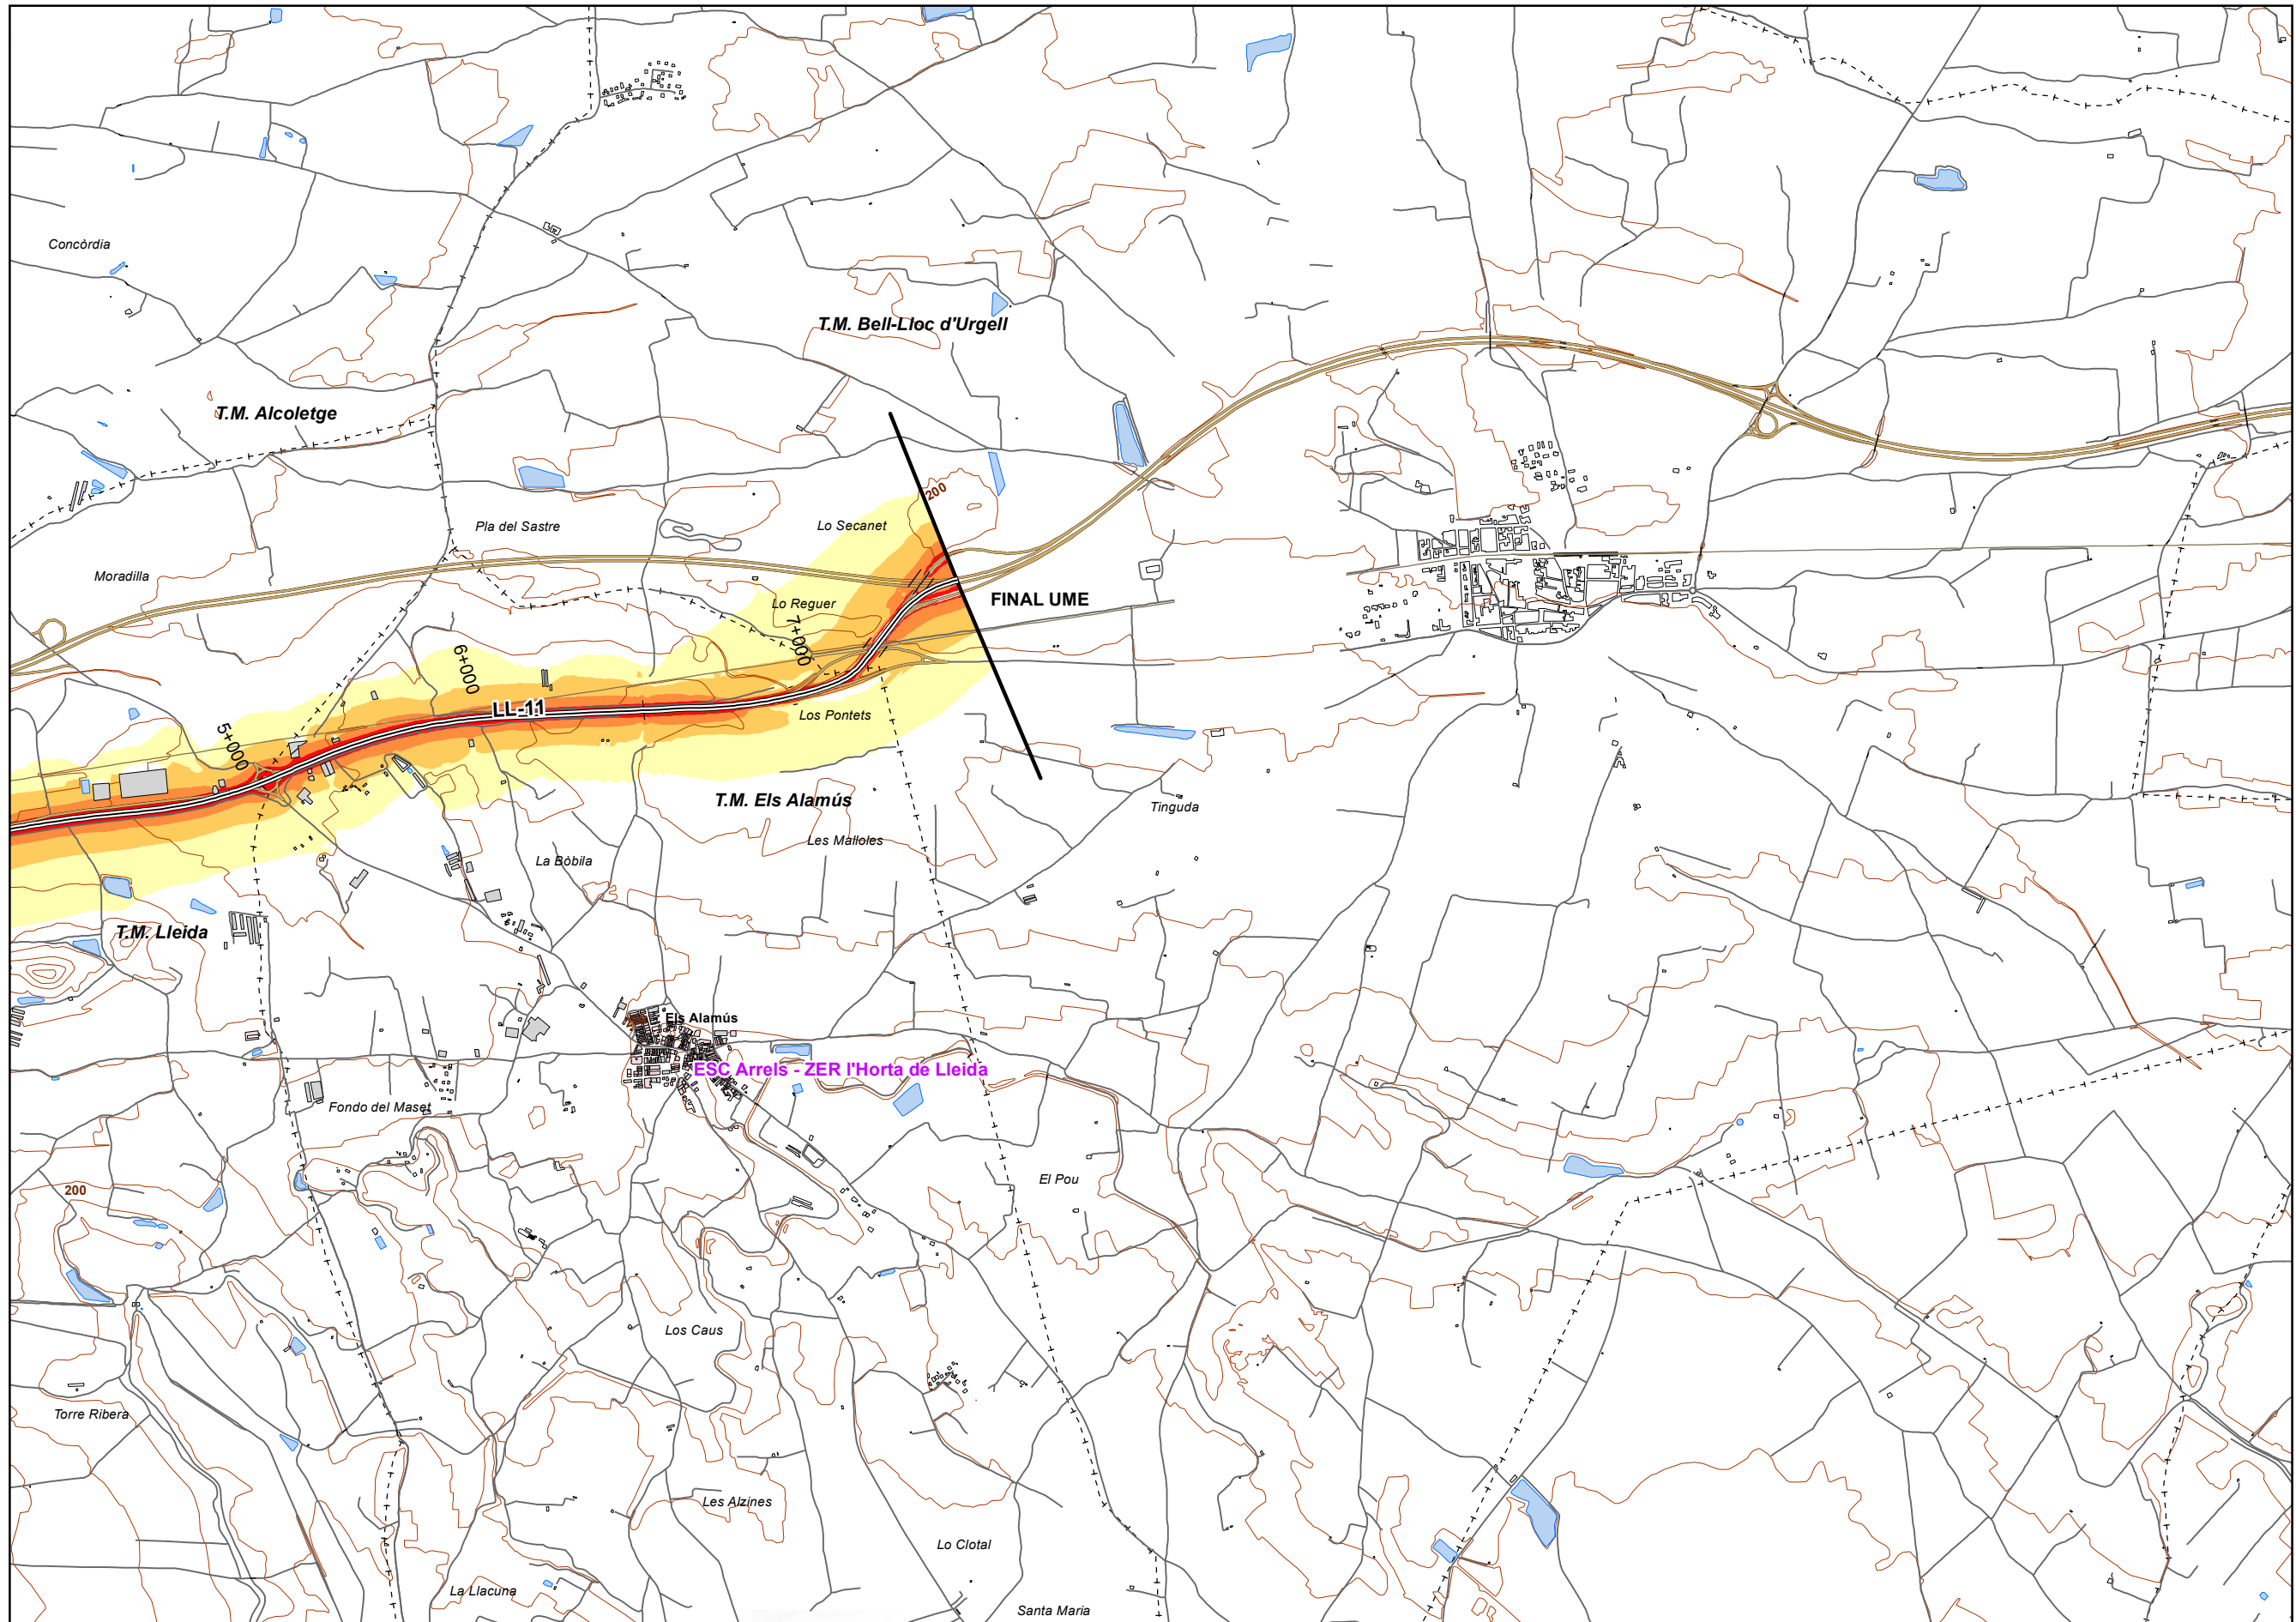 Concòrdia
T.M. Bell-Lloc d'Urgell
T.M. Alcoletge
200
Pla del Sastre
Lo Secanet
Moradilla
Lo Reguer
FINAL UME
7+000
6+000
LL-11
Los Pontets
5+000
T.M. Els Alamús
Tinguda
Les Malloles
La Bòbila
T.M. Lleida
Els Alamús
ESC Arrels - ZER l'Horta de Lleida
Fondo del Maset
El Pou
200
Los Caus
Torre Ribera
Les Alzines
Lo Clotal
La Llacuna
Santa Maria